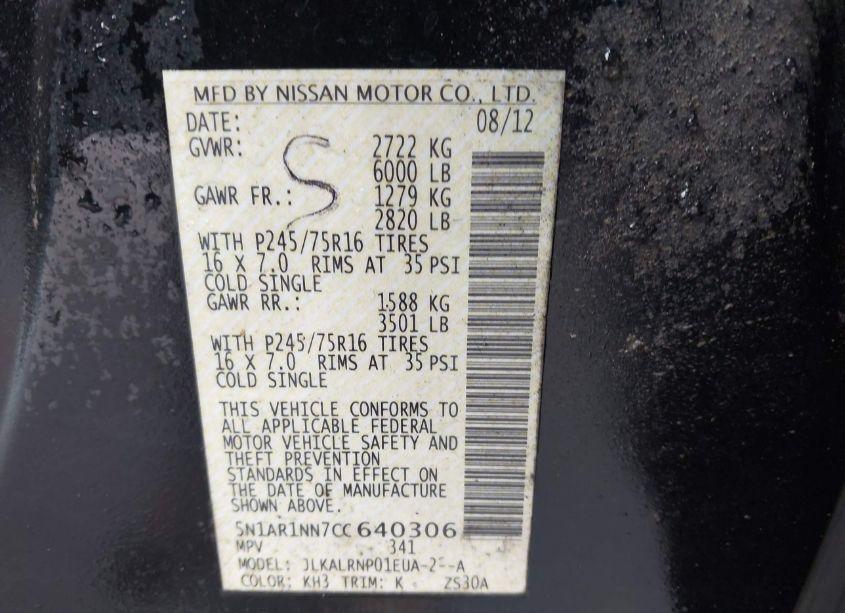 MFD BY NISSAN MOTOR CO., LTD.
DATE: 08/12
GVWR: 2722 KG
6000 LB
GAWR FR.: 1279 KG
2820 LB
WITH P245/75R16 TIRES
16 X 7.0 RIMS AT 35 PSI
COLD SINGLE
GAWR RR.: 1588 KG
3501 LB
WITH P245/75R16 TIRES
16 X 7.0 RIMS AT 35 PSI
COLD SINGLE
THIS VEHICLE CONFORMS TO
ALL APPLICABLE FEDERAL
MOTOR VEHICLE SAFETY AND
THEFT PREVENTION
STANDARDS IN EFFECT ON
THE DATE OF MANUFACTURE
SHOWN ABOVE.
5N1AR1NN7CC640306
MPV 341
MODEL:
COLOR: KH3 TRIM: K ZS30A